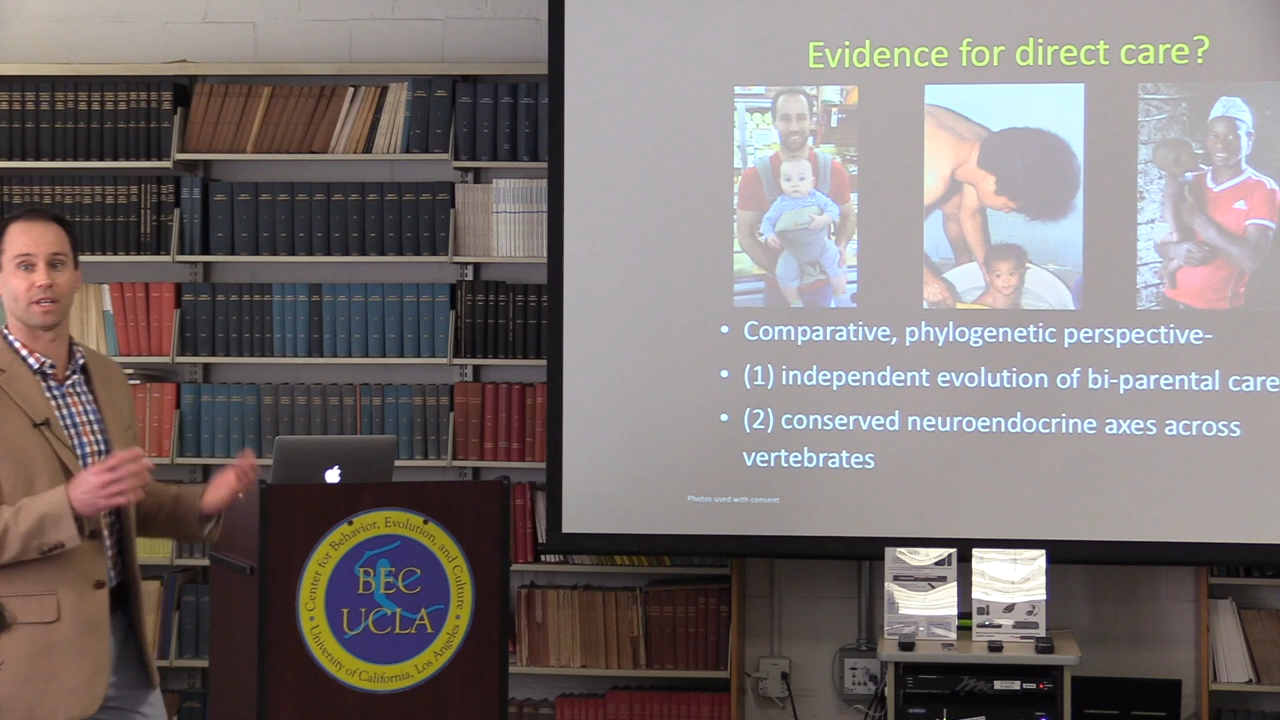 Evidence for direct care?
• Comparative, phylogenetic perspective-
• (1) independent evolution of bi-parental care
• (2) conserved neuroendocrine axes across
vertebrates
Photos used with consent
Center for Behavior, Evolution, and Culture
BEC
UCLA
University of California, Los Angeles